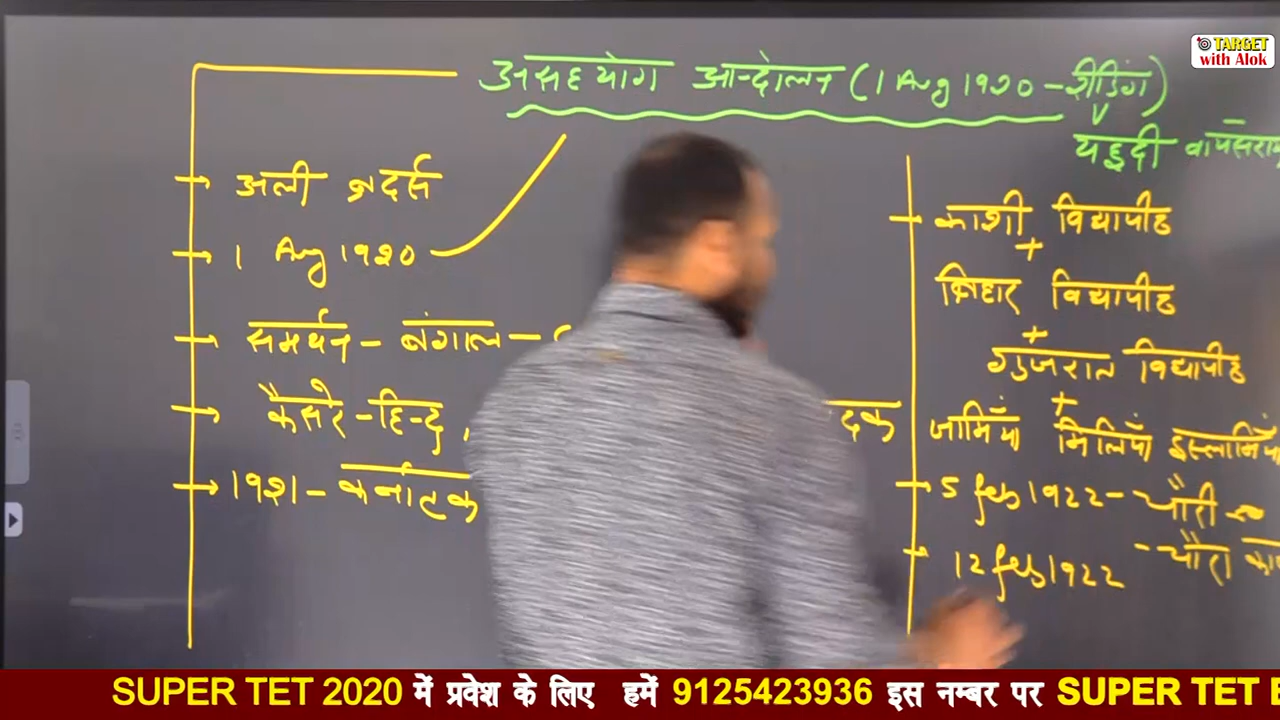 TARGET
with Alok
असहयोग आन्दोलन (1 Aug 1920 - रीडिंग)
यहूदी वायसराय
अली ब्रदर्स
1 Aug 1920
समर्थन - बंगाल -
कैसरे - हिन्द
दक
1921 - कर्नाटक
काशी विद्यापीठ
+
बिहार विद्यापीठ
+
गुजरात विद्यापीठ
+
जामियाँ मिलियाँ इस्लामियाँ
5 feb 1922 - चौरी
- चौरा का
12 feb 1922
SUPER TET 2020 में प्रवेश के लिए हमें 9125423936 इस नम्बर पर SUPER TET